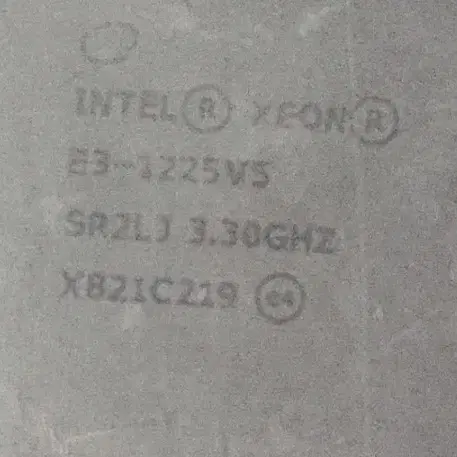 INTEL®  XEON®
E3-1225V5
SR2LJ 3.30GHZ
X821C219 e4